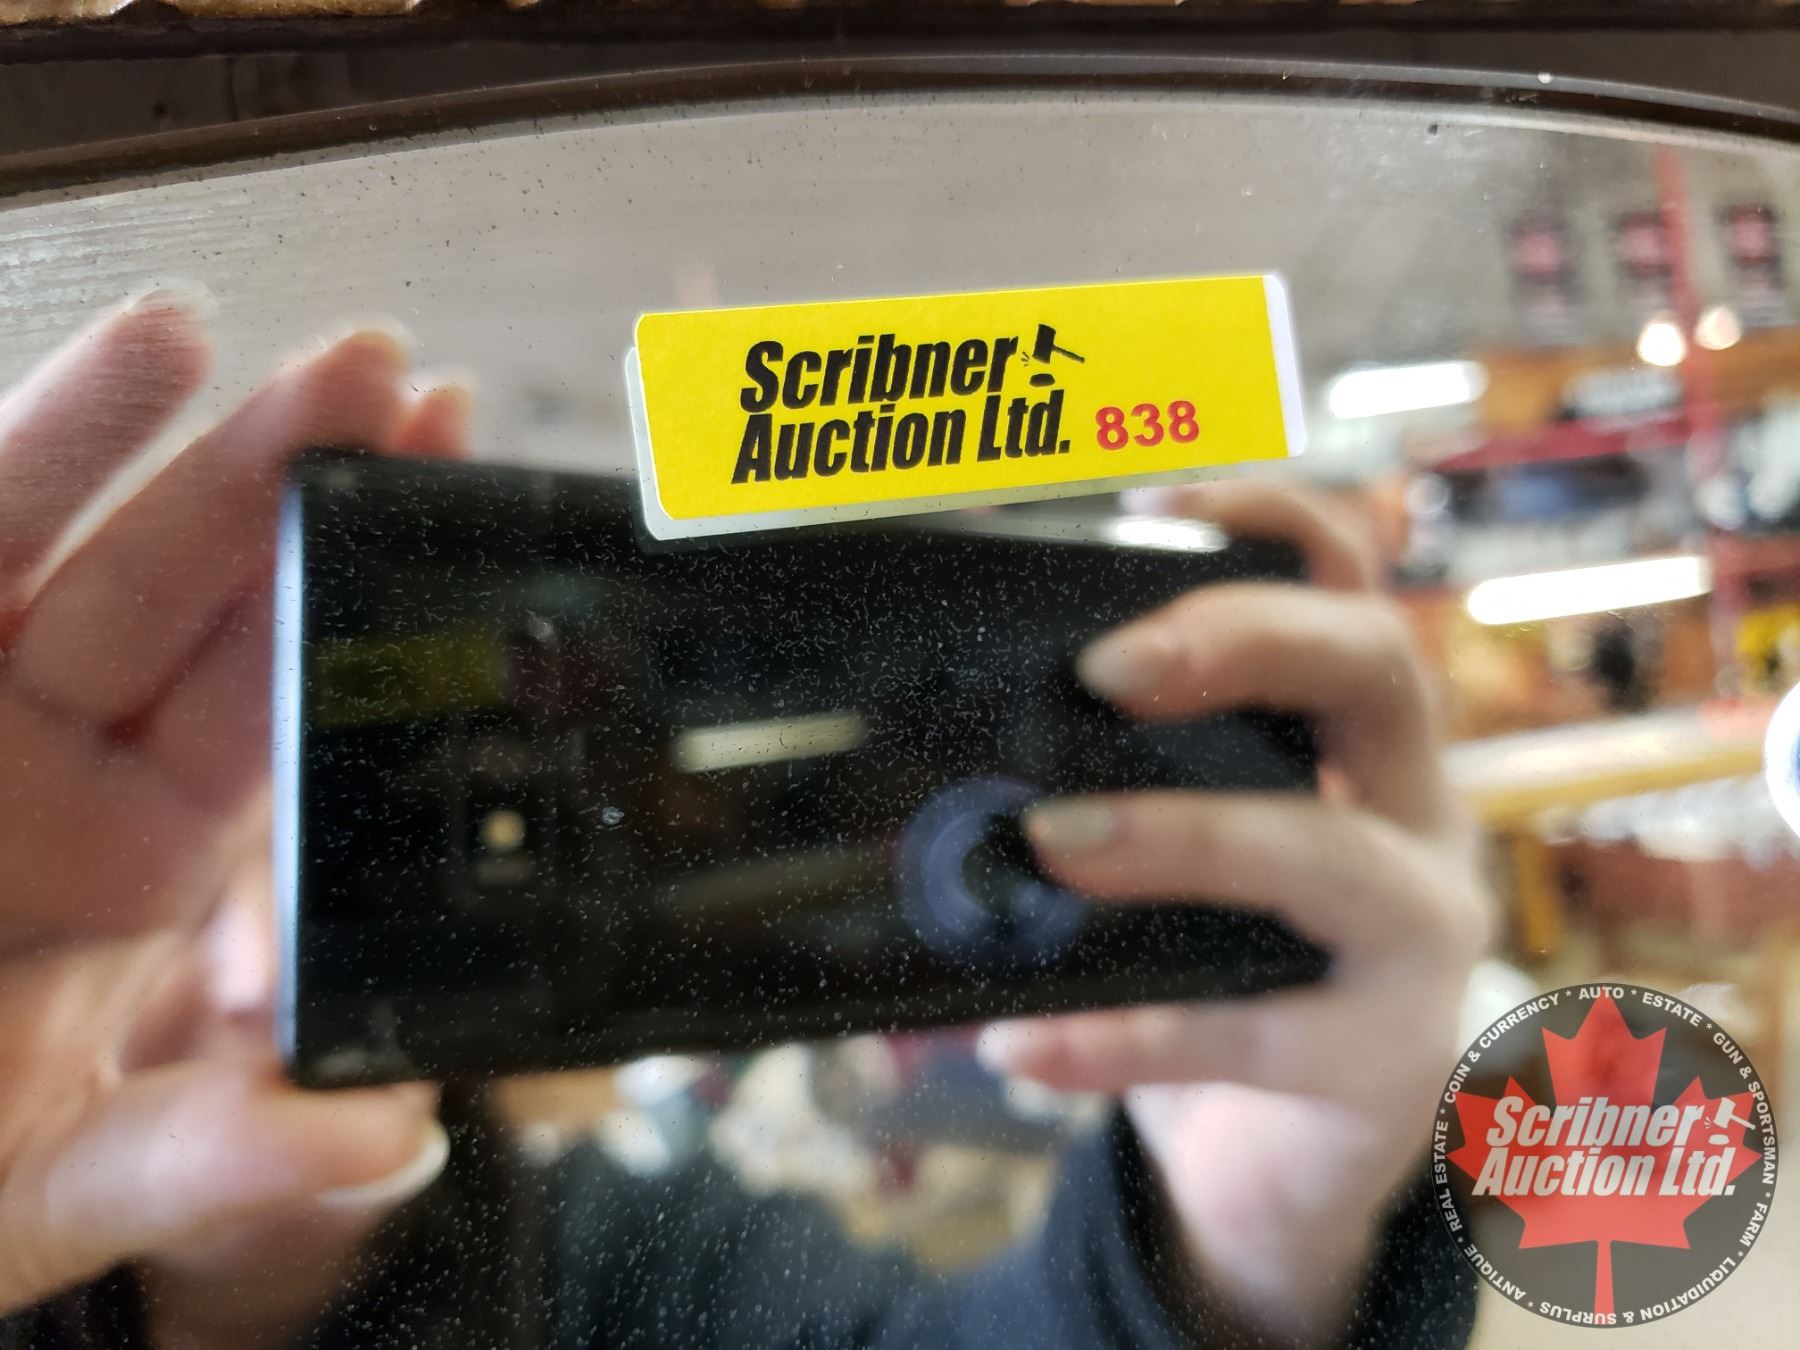 Scribner
Auction Ltd. 838
REAL ESTATE * COIN & CURRENCY * AUTO * ESTATE * GUN & SPORTSMAN * FARM * LIQUIDATION & SURPLUS * ANTIQUE *
Scribner
Auction Ltd.